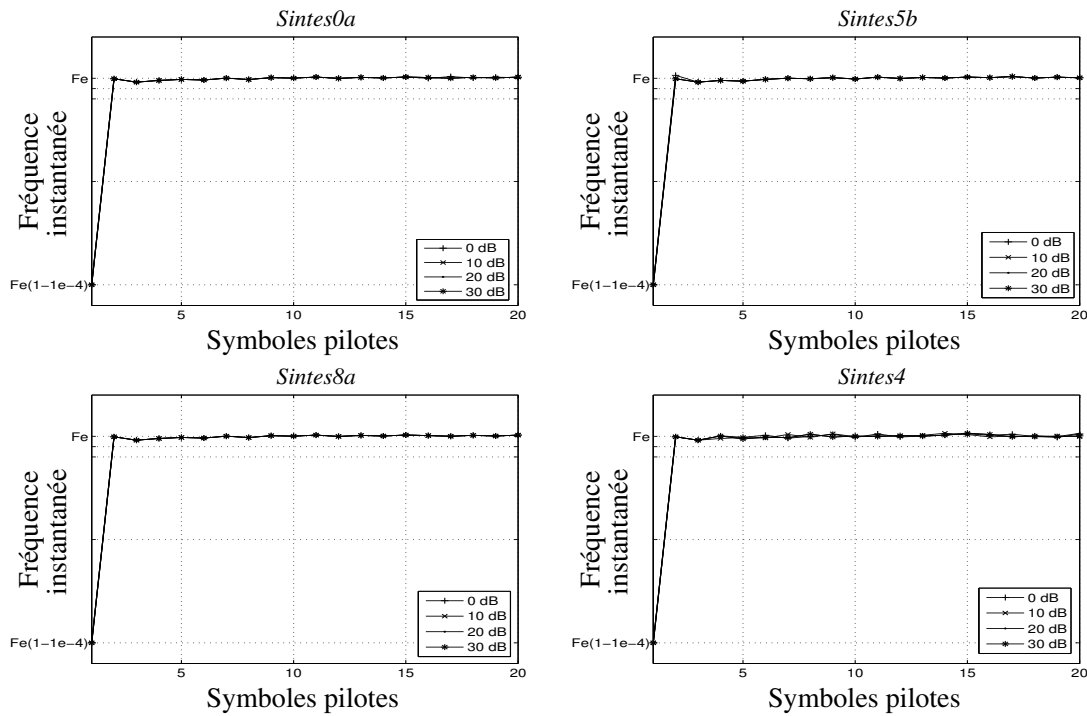 Sintes0a
Fréquence
instantanée
Fe
Fe(1-1e-4)
0 dB
10 dB
20 dB
30 dB
5
10
15
20
Symboles pilotes
Sintes5b
Fréquence
instantanée
Fe
Fe(1-1e-4)
0 dB
10 dB
20 dB
30 dB
5
10
15
20
Symboles pilotes
Sintes8a
Fréquence
instantanée
Fe
Fe(1-1e-4)
0 dB
10 dB
20 dB
30 dB
5
10
15
20
Symboles pilotes
Sintes4
Fréquence
instantanée
Fe
Fe(1-1e-4)
0 dB
10 dB
20 dB
30 dB
5
10
15
20
Symboles pilotes